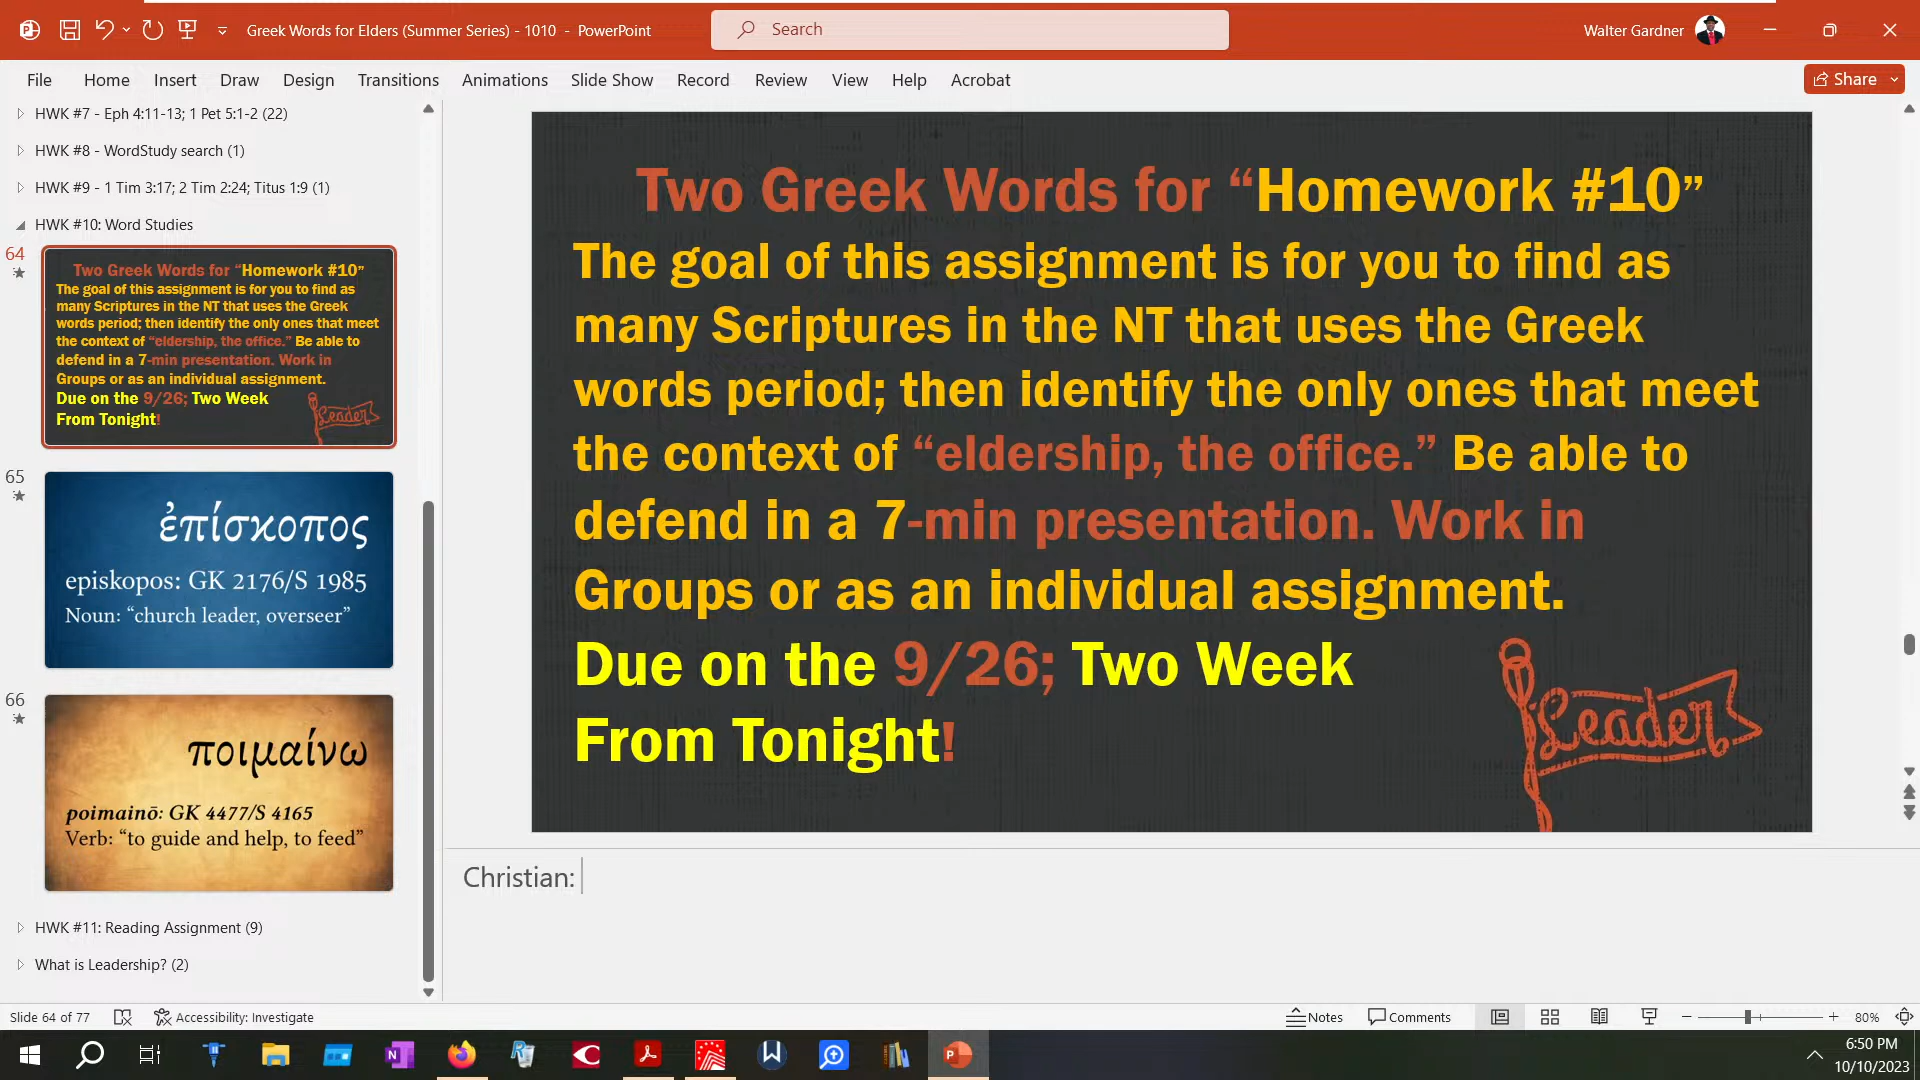 Greek Words for Elders (Summer Series) - 1010 - PowerPoint
Search
Walter Gardner
File Home Insert Draw Design Transitions Animations Slide Show Record Review View Help Acrobat
Share
HWK #7 - Eph 4:11-13; 1 Pet 5:1-2 (22)
HWK #8 - WordStudy search (1)
HWK #9 - 1 Tim 3:17; 2 Tim 2:24; Titus 1:9 (1)
HWK #10: Word Studies
64
Two Greek Words for “Homework #10”
The goal of this assignment is for you to find as
many Scriptures in the NT that uses the Greek
words period; then identify the only ones that meet
the context of “eldership, the office.” Be able to
defend in a 7-min presentation. Work in
Groups or as an individual assignment.
Due on the 9/26; Two Week
From Tonight!
Leader
65
ἐπίσκοπος
episkopos: GK 2176/S 1985
Noun: “church leader, overseer”
66
ποιμαίνω
poimainō: GK 4477/S 4165
Verb: “to guide and help, to feed”
HWK #11: Reading Assignment (9)
What is Leadership? (2)
Two Greek Words for “Homework #10”
The goal of this assignment is for you to find as
many Scriptures in the NT that uses the Greek
words period; then identify the only ones that meet
the context of “eldership, the office.” Be able to
defend in a 7-min presentation. Work in
Groups or as an individual assignment.
Due on the 9/26; Two Week
From Tonight!
Leader
Christian:
Slide 64 of 77
Accessibility: Investigate
Notes
Comments
80%
6:50 PM
10/10/2023